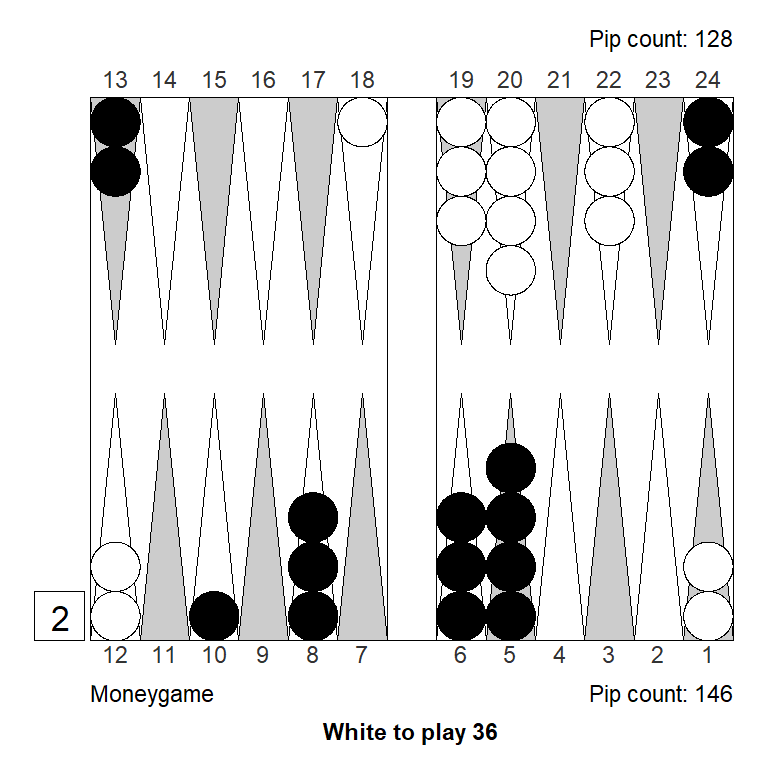 Pip count: 128
13 14 15 16 17 18 19 20 21 22 23 24
2
12 11 10 9 8 7 6 5 4 3 2 1
Moneygame Pip count: 146
White to play 36